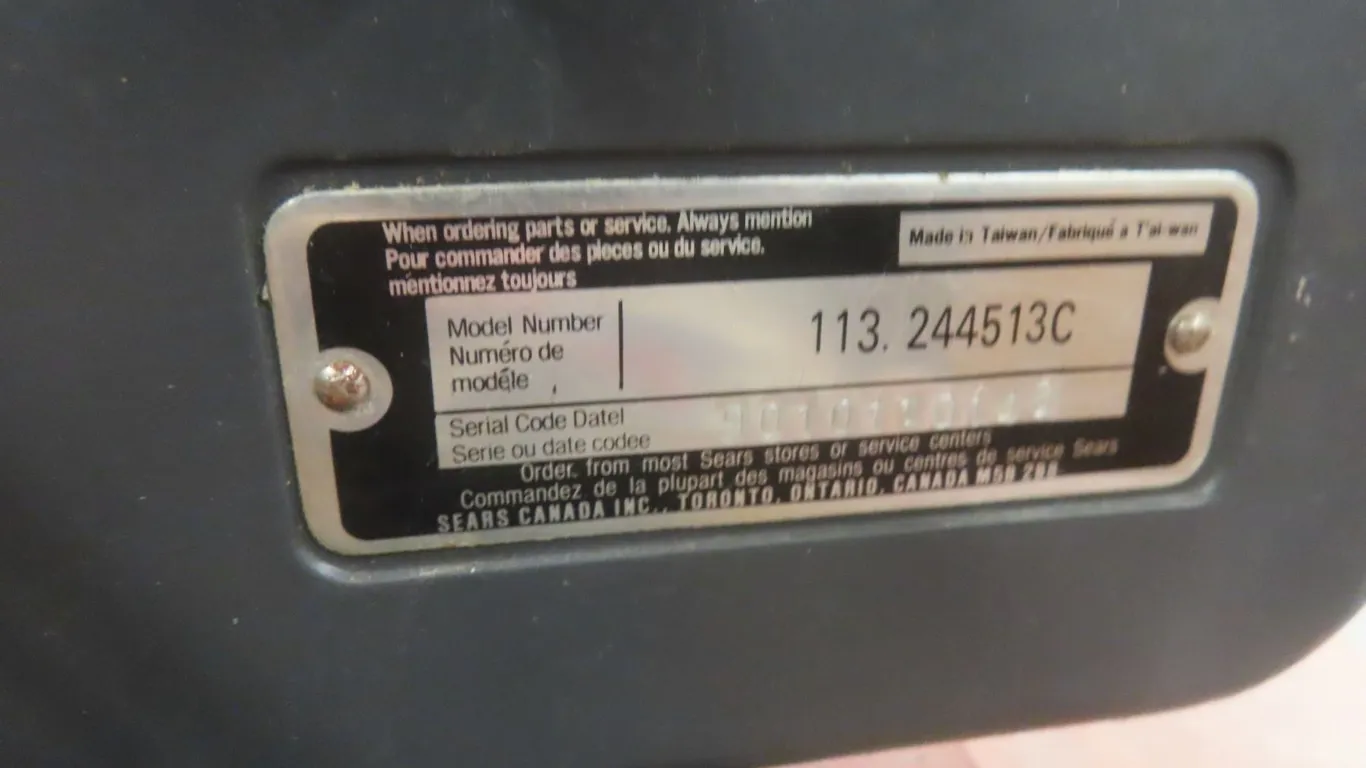 When ordering parts or service. Always mention
Pour commander des pieces ou du service.
mentionnez toujours
Made in Taiwan/Fabriqué a Tai-wan
Model Number
Numéro de
modéle
113. 244513C
Serial Code Datel
Serie ou date codee
Order. from most Sears stores or service centers
Commandez de la plupart des magasins ou centres de service Sears
SEARS CANADA INC., TORONTO, ONTARIO, CANADA M5B